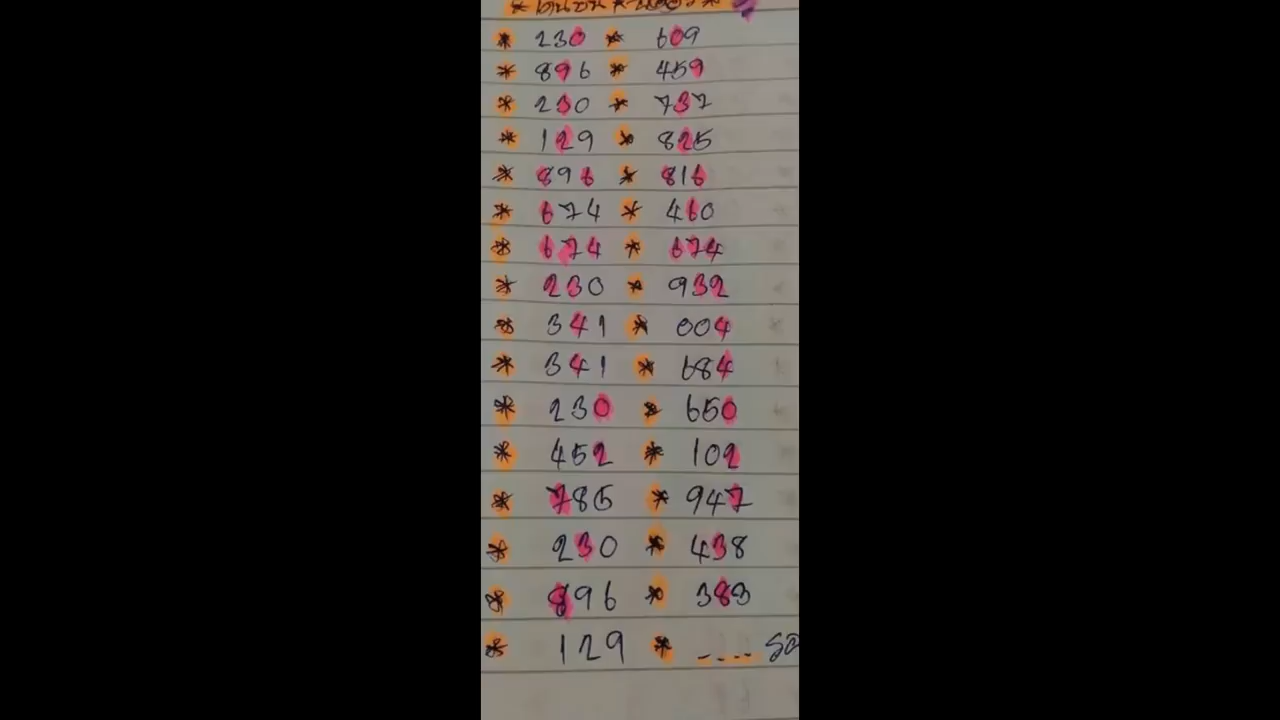 * 230 * 609
* 896 * 459
* 230 * 737
* 129 * 825
* 896 * 816
* 674 * 460
* 674 * 674
* 230 * 932
* 341 * 004
* 341 * 684
* 230 * 650
* 452 * 102
* 785 * 947
* 230 * 438
* 896 * 383
* 129 * ....